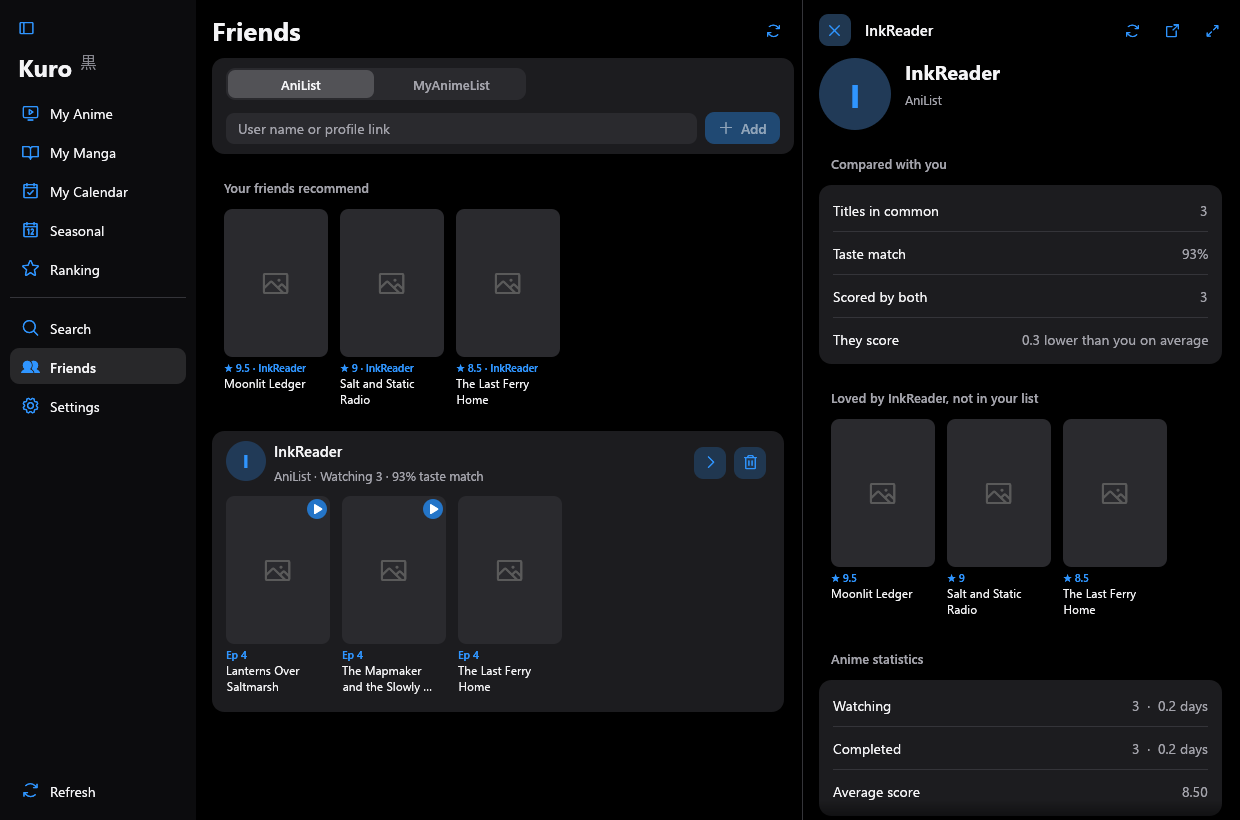 Kuro 黒
My Anime
My Manga
My Calendar
12
Seasonal
Ranking
Search
Friends
Settings
Refresh
Friends
AniList
MyAnimeList
User name or profile link
Add
Your friends recommend
★ 9.5 · InkReader
Moonlit Ledger
★ 9 · InkReader
Salt and Static
Radio
★ 8.5 · InkReader
The Last Ferry
Home
I
InkReader
AniList · Watching 3 · 93% taste match
Ep 4
Lanterns Over
Saltmarsh
Ep 4
The Mapmaker
and the Slowly ...
Ep 4
The Last Ferry
Home
InkReader
I
InkReader
AniList
Compared with you
Titles in common 3
Taste match 93%
Scored by both 3
They score 0.3 lower than you on average
Loved by InkReader, not in your list
★ 9.5
Moonlit Ledger
★ 9
Salt and Static
Radio
★ 8.5
The Last Ferry
Home
Anime statistics
Watching 3 · 0.2 days
Completed 3 · 0.2 days
Average score 8.50